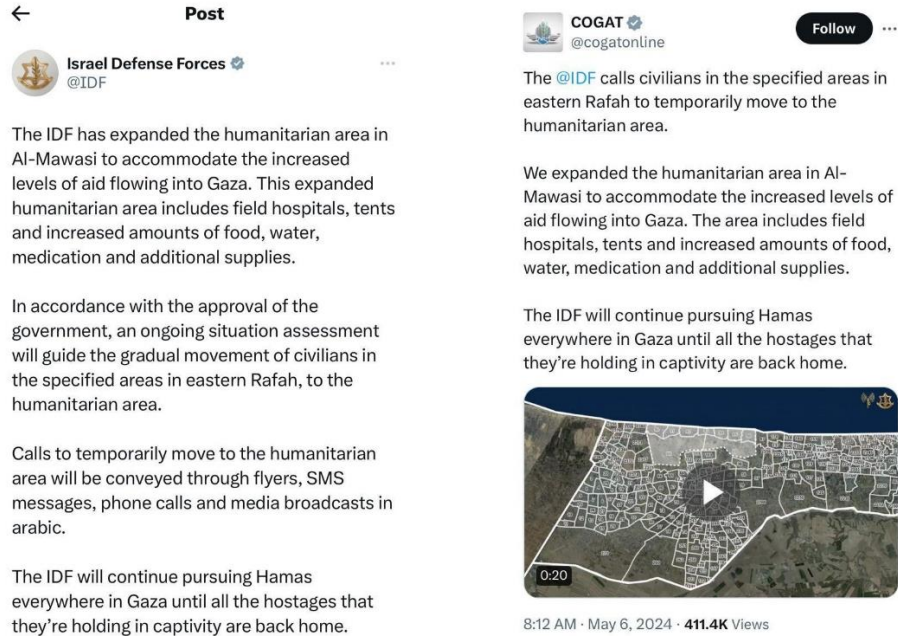 Post
Israel Defense Forces
@IDF
The IDF has expanded the humanitarian area in
Al-Mawasi to accommodate the increased
levels of aid flowing into Gaza. This expanded
humanitarian area includes field hospitals, tents
and increased amounts of food, water,
medication and additional supplies.
In accordance with the approval of the
government, an ongoing situation assessment
will guide the gradual movement of civilians in
the specified areas in eastern Rafah, to the
humanitarian area.
Calls to temporarily move to the humanitarian
area will be conveyed through flyers, SMS
messages, phone calls and media broadcasts in
arabic.
The IDF will continue pursuing Hamas
everywhere in Gaza until all the hostages that
they're holding in captivity are back home.
COGAT
@cogatonline
Follow
The @IDF calls civilians in the specified areas in
eastern Rafah to temporarily move to the
humanitarian area.
We expanded the humanitarian area in Al-
Mawasi to accommodate the increased levels of
aid flowing into Gaza. The area includes field
hospitals, tents and increased amounts of food,
water, medication and additional supplies.
The IDF will continue pursuing Hamas
everywhere in Gaza until all the hostages that
they're holding in captivity are back home.
0:20
8:12 AM · May 6, 2024 · 411.4K Views